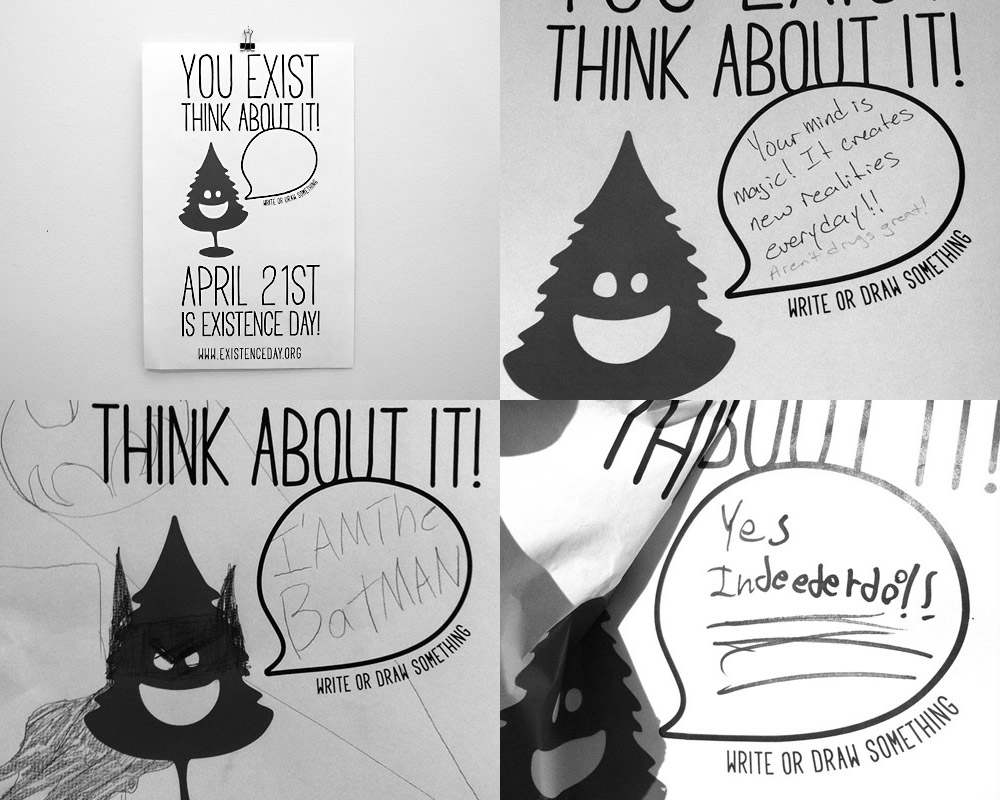 YOU EXIST
THINK ABOUT IT!
WRITE OR DRAW SOMETHING
APRIL 21ST
IS EXISTENCE DAY!
WWW.EXISTENCEDAY.ORG
YOU EXIST
THINK ABOUT IT!
Your mind is
magic! It creates
new realities
everyday!!
Aren't drugs great!
WRITE OR DRAW SOMETHING
THINK ABOUT IT!
I'AM The
BatMAN
WRITE OR DRAW SOMETHING
TH ABOUT IT!
Yes
Indeederdo!!
WRITE OR DRAW SOMETHING